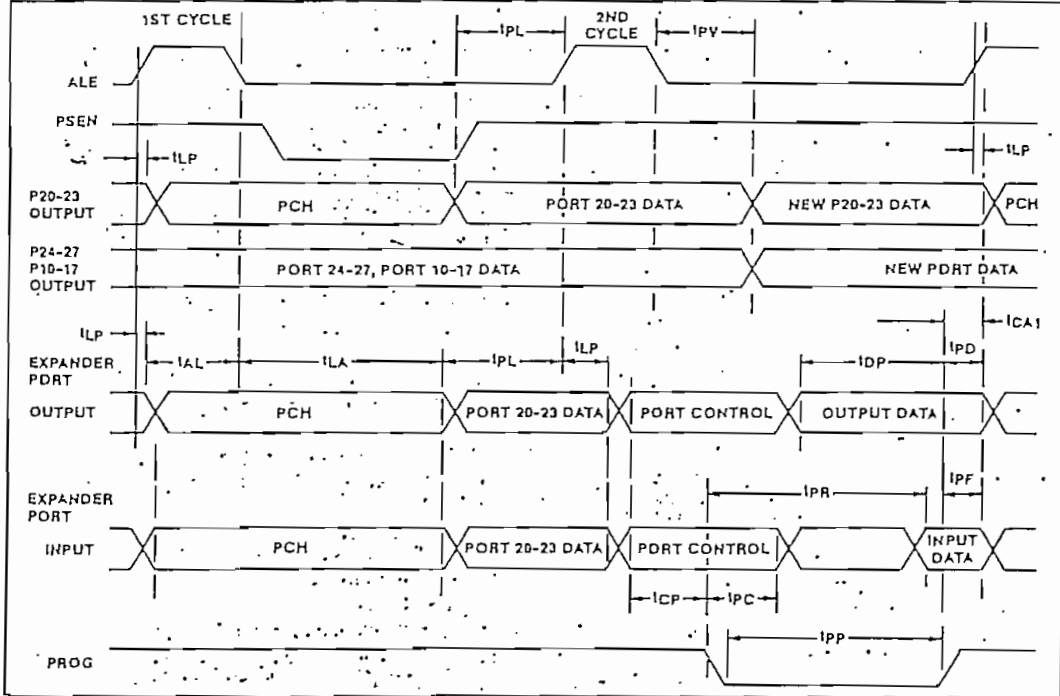 1ST CYCLE
tPL
2ND CYCLE
tPV
ALE
PSEN
tLP
tLP
P20-23 OUTPUT
PCH
PORT 20-23 DATA
NEW P20-23 DATA
PCH
P24-27
P10-17
OUTPUT
PORT 24-27, PORT 10-17 DATA
NEW PORT DATA
tLP
tCA1
EXPANDER PORT OUTPUT
tAL
tLA
tPL
tLP
tDP
tPD
PCH
PORT 20-23 DATA
PORT CONTROL
OUTPUT DATA
EXPANDER PORT INPUT
tPR
tPF
PCH
PORT 20-23 DATA
PORT CONTROL
INPUT DATA
tCP
tPC
tPP
PROG